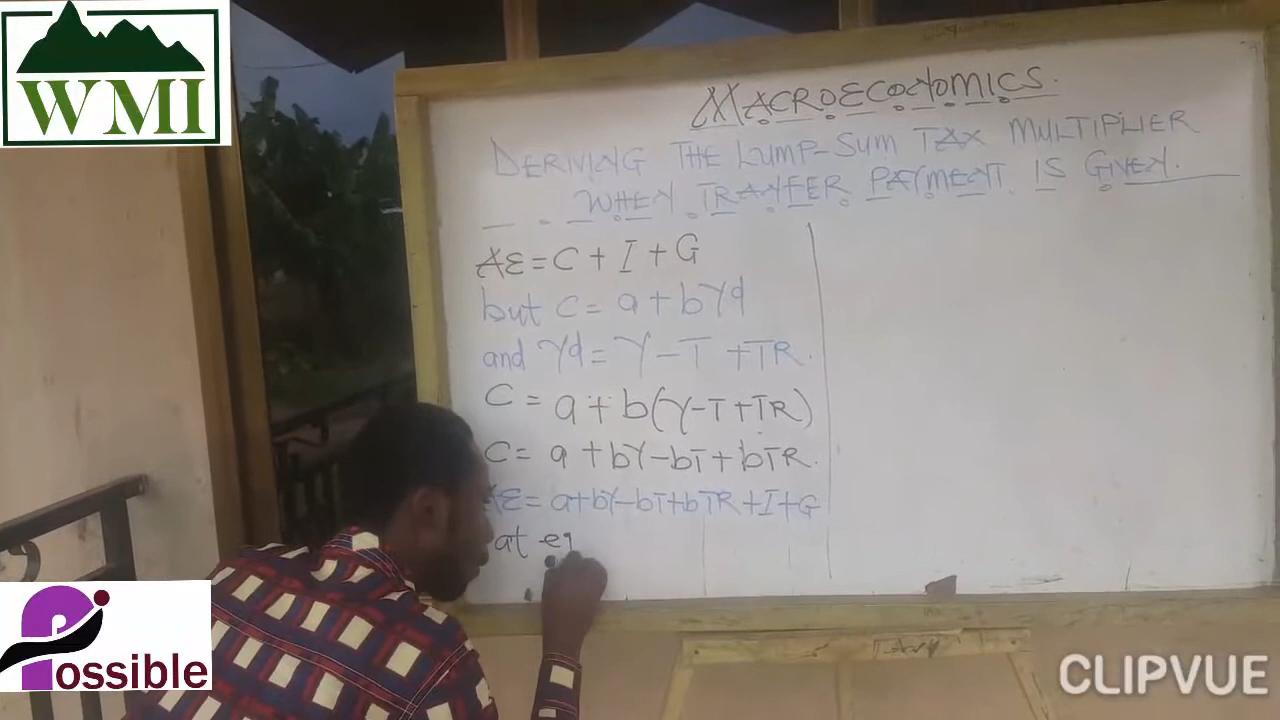 WMI
MACROECONOMICS.
DERIVING THE LUMP-SUM TAX MULTIPLIER
WHEN TRANSFER PAYMENT IS GIVEN.
AE = C + I + G
but C = a + bYd
and Yd = Y - T + TR.
C = a + b(Y-T+TR)
C = a + bY - bT + bTR.
AE = a+bY-bT+bTR+I+G
at eq
Possible
CLIPVUE